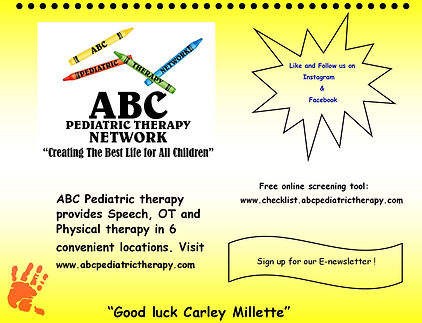 ABC
PEDIATRIC
THERAPY
NETWORK!
ABC
PEDIATRIC THERAPY
NETWORK
“Creating The Best Life for All Children”
Like and Follow us on
Instagram
&
Facebook
ABC Pediatric therapy
provides Speech, OT and
Physical therapy in 6
convenient locations. Visit
www.abcpediatrictherapy.com
Free online screening tool:
www.checklist.abcpediatrictherapy.com
Sign up for our E-newsletter !
“Good luck Carley Millette”